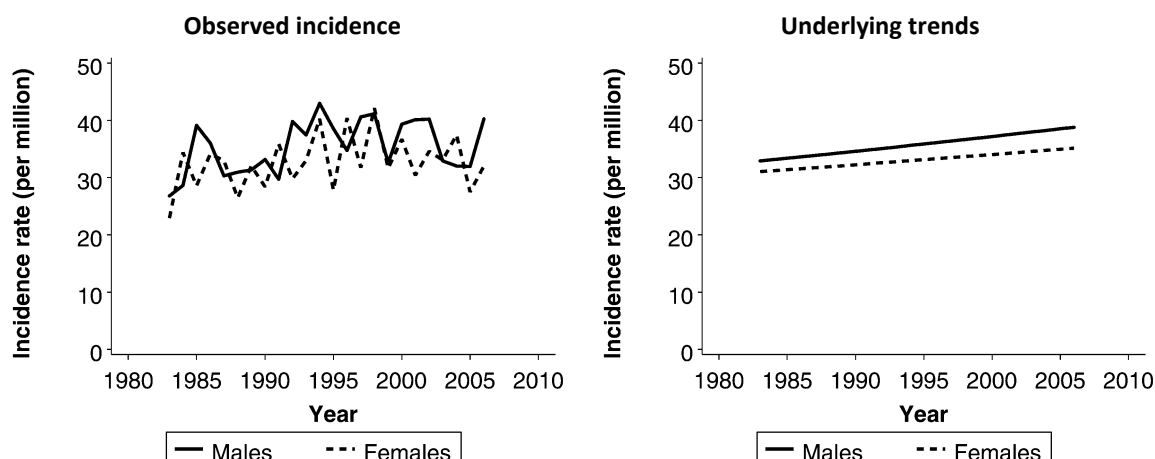 Observed incidence
Incidence rate (per million)
50
40
30
20
10
0
1980 1985 1990 1995 2000 2005 2010
Year
Males Females
Underlying trends
Incidence rate (per million)
50
40
30
20
10
0
1980 1985 1990 1995 2000 2005 2010
Year
Males Females